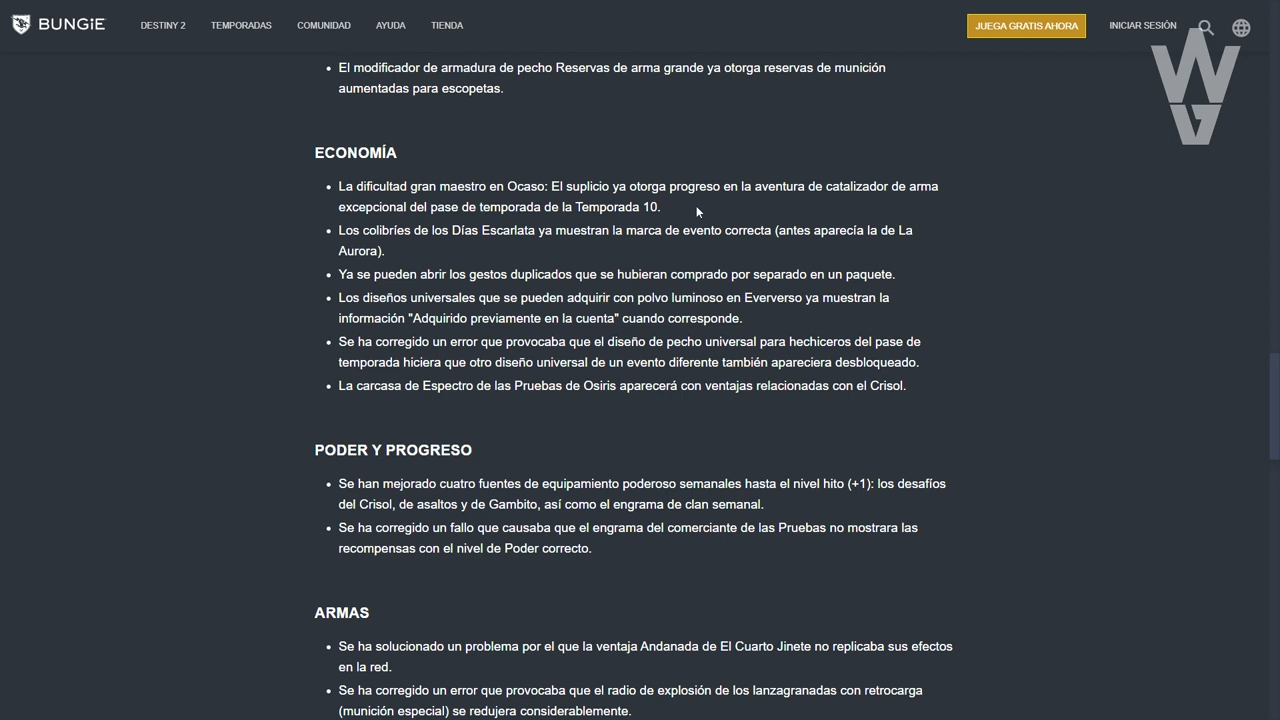 BUNGiE
DESTINY 2
TEMPORADAS
COMUNIDAD
AYUDA
TIENDA
JUEGA GRATIS AHORA
INICIAR SESIÓN
WG
• El modificador de armadura de pecho Reservas de arma grande ya otorga reservas de munición
aumentadas para escopetas.
ECONOMÍA
• La dificultad gran maestro en Ocaso: El suplicio ya otorga progreso en la aventura de catalizador de arma
excepcional del pase de temporada de la Temporada 10.
• Los colibríes de los Días Escarlata ya muestran la marca de evento correcta (antes aparecía la de La
Aurora).
• Ya se pueden abrir los gestos duplicados que se hubieran comprado por separado en un paquete.
• Los diseños universales que se pueden adquirir con polvo luminoso en Eververso ya muestran la
información "Adquirido previamente en la cuenta" cuando corresponde.
• Se ha corregido un error que provocaba que el diseño de pecho universal para hechiceros del pase de
temporada hiciera que otro diseño universal de un evento diferente también apareciera desbloqueado.
• La carcasa de Espectro de las Pruebas de Osiris aparecerá con ventajas relacionadas con el Crisol.
PODER Y PROGRESO
• Se han mejorado cuatro fuentes de equipamiento poderoso semanales hasta el nivel hito (+1): los desafíos
del Crisol, de asaltos y de Gambito, así como el engrama de clan semanal.
• Se ha corregido un fallo que causaba que el engrama del comerciante de las Pruebas no mostrara las
recompensas con el nivel de Poder correcto.
ARMAS
• Se ha solucionado un problema por el que la ventaja Andanada de El Cuarto Jinete no replicaba sus efectos
en la red.
• Se ha corregido un error que provocaba que el radio de explosión de los lanzagranadas con retrocarga
(munición especial) se redujera considerablemente.